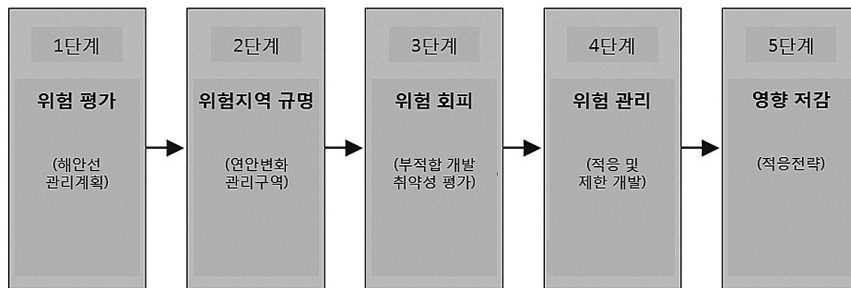 1단계
위험 평가
(해안선
관리계획)
2단계
위험지역 규명
(연안변화
관리구역)
3단계
위험 회피
(부적합 개발
취약성 평가)
4단계
위험 관리
(적응 및
제한 개발)
5단계
영향 저감
(적응전략)